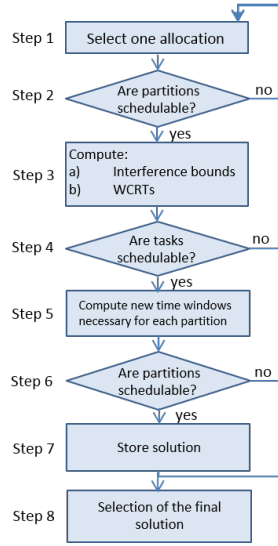 Step 1
Select one allocation
Step 2
Are partitions
schedulable?
no
yes
Step 3
Compute:
a) Interference bounds
b) WCRTs
Step 4
Are tasks
schedulable?
no
yes
Step 5
Compute new time windows
necessary for each partition
Step 6
Are partitions
schedulable?
no
yes
Step 7
Store solution
Step 8
Selection of the final
solution